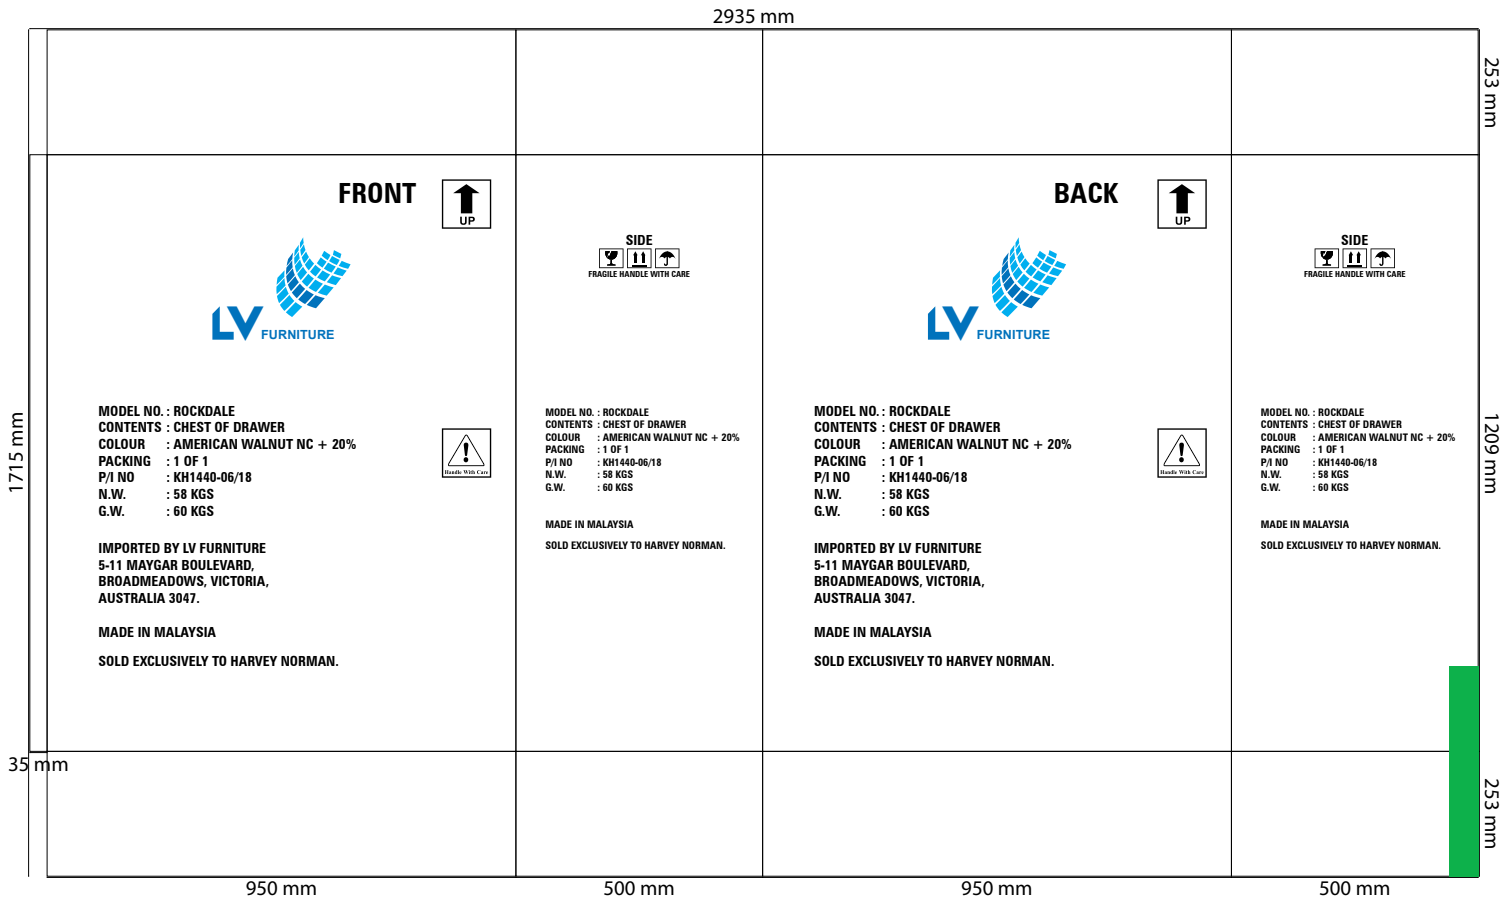 2935 mm
253 mm
FRONT
UP
LV FURNITURE
SIDE
FRAGILE HANDLE WITH CARE
BACK
UP
LV FURNITURE
SIDE
FRAGILE HANDLE WITH CARE
1715 mm
MODEL NO. : ROCKDALE
CONTENTS : CHEST OF DRAWER
COLOUR : AMERICAN WALNUT NC + 20%
PACKING : 1 OF 1
P/I NO : KH1440-06/18
N.W. : 58 KGS
G.W. : 60 KGS
IMPORTED BY LV FURNITURE
5-11 MAYGAR BOULEVARD,
BROADMEADOWS, VICTORIA,
AUSTRALIA 3047.
MADE IN MALAYSIA
SOLD EXCLUSIVELY TO HARVEY NORMAN.
Handle With Care
MODEL NO. : ROCKDALE
CONTENTS : CHEST OF DRAWER
COLOUR : AMERICAN WALNUT NC + 20%
PACKING : 1 OF 1
P/I NO : KH1440-06/18
N.W. : 58 KGS
G.W. : 60 KGS
MADE IN MALAYSIA
SOLD EXCLUSIVELY TO HARVEY NORMAN.
MODEL NO. : ROCKDALE
CONTENTS : CHEST OF DRAWER
COLOUR : AMERICAN WALNUT NC + 20%
PACKING : 1 OF 1
P/I NO : KH1440-06/18
N.W. : 58 KGS
G.W. : 60 KGS
IMPORTED BY LV FURNITURE
5-11 MAYGAR BOULEVARD,
BROADMEADOWS, VICTORIA,
AUSTRALIA 3047.
MADE IN MALAYSIA
SOLD EXCLUSIVELY TO HARVEY NORMAN.
Handle With Care
MODEL NO. : ROCKDALE
CONTENTS : CHEST OF DRAWER
COLOUR : AMERICAN WALNUT NC + 20%
PACKING : 1 OF 1
P/I NO : KH1440-06/18
N.W. : 58 KGS
G.W. : 60 KGS
MADE IN MALAYSIA
SOLD EXCLUSIVELY TO HARVEY NORMAN.
1209 mm
35 mm
253 mm
950 mm
500 mm
950 mm
500 mm